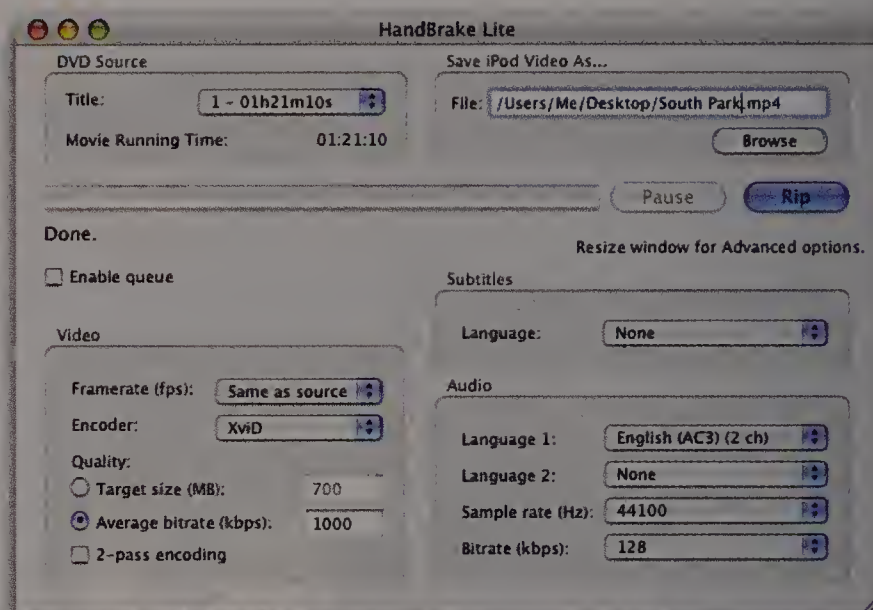 HandBrake Lite
DVD Source
Title: 1 - 01h21m10s
Movie Running Time: 01:21:10
Save iPod Video As...
File: /Users/Me/Desktop/South Park.mp4
Browse
Pause
Rip
Done.
Resize window for Advanced options.
Enable queue
Video
Framerate (fps): Same as source
Encoder: XviD
Quality:
Target size (MB): 700
Average bitrate (kbps): 1000
2-pass encoding
Subtitles
Language: None
Audio
Language 1: English (AC3) (2 ch)
Language 2: None
Sample rate (Hz): 44100
Bitrate (kbps): 128